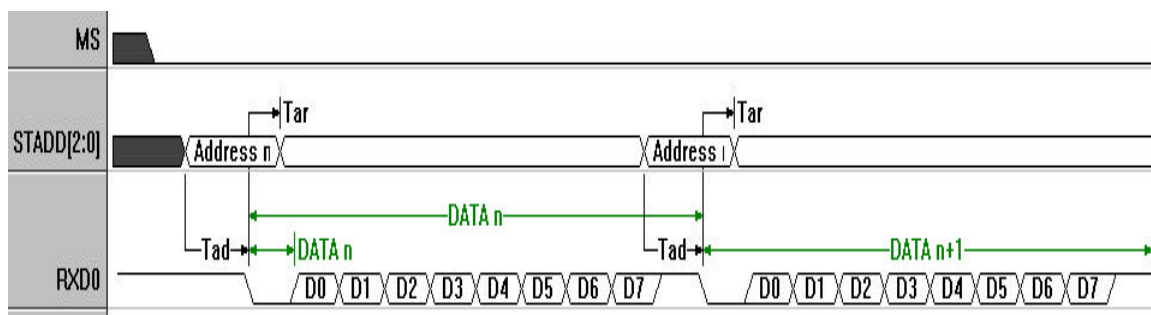 MS
Tar Tar
STADD[2:0] Address n Address
DATA n
Tad DATA n Tad DATA n+1
RXD0 D0 D1 D2 D3 D4 D5 D6 D7 D0 D1 D2 D3 D4 D5 D6 D7